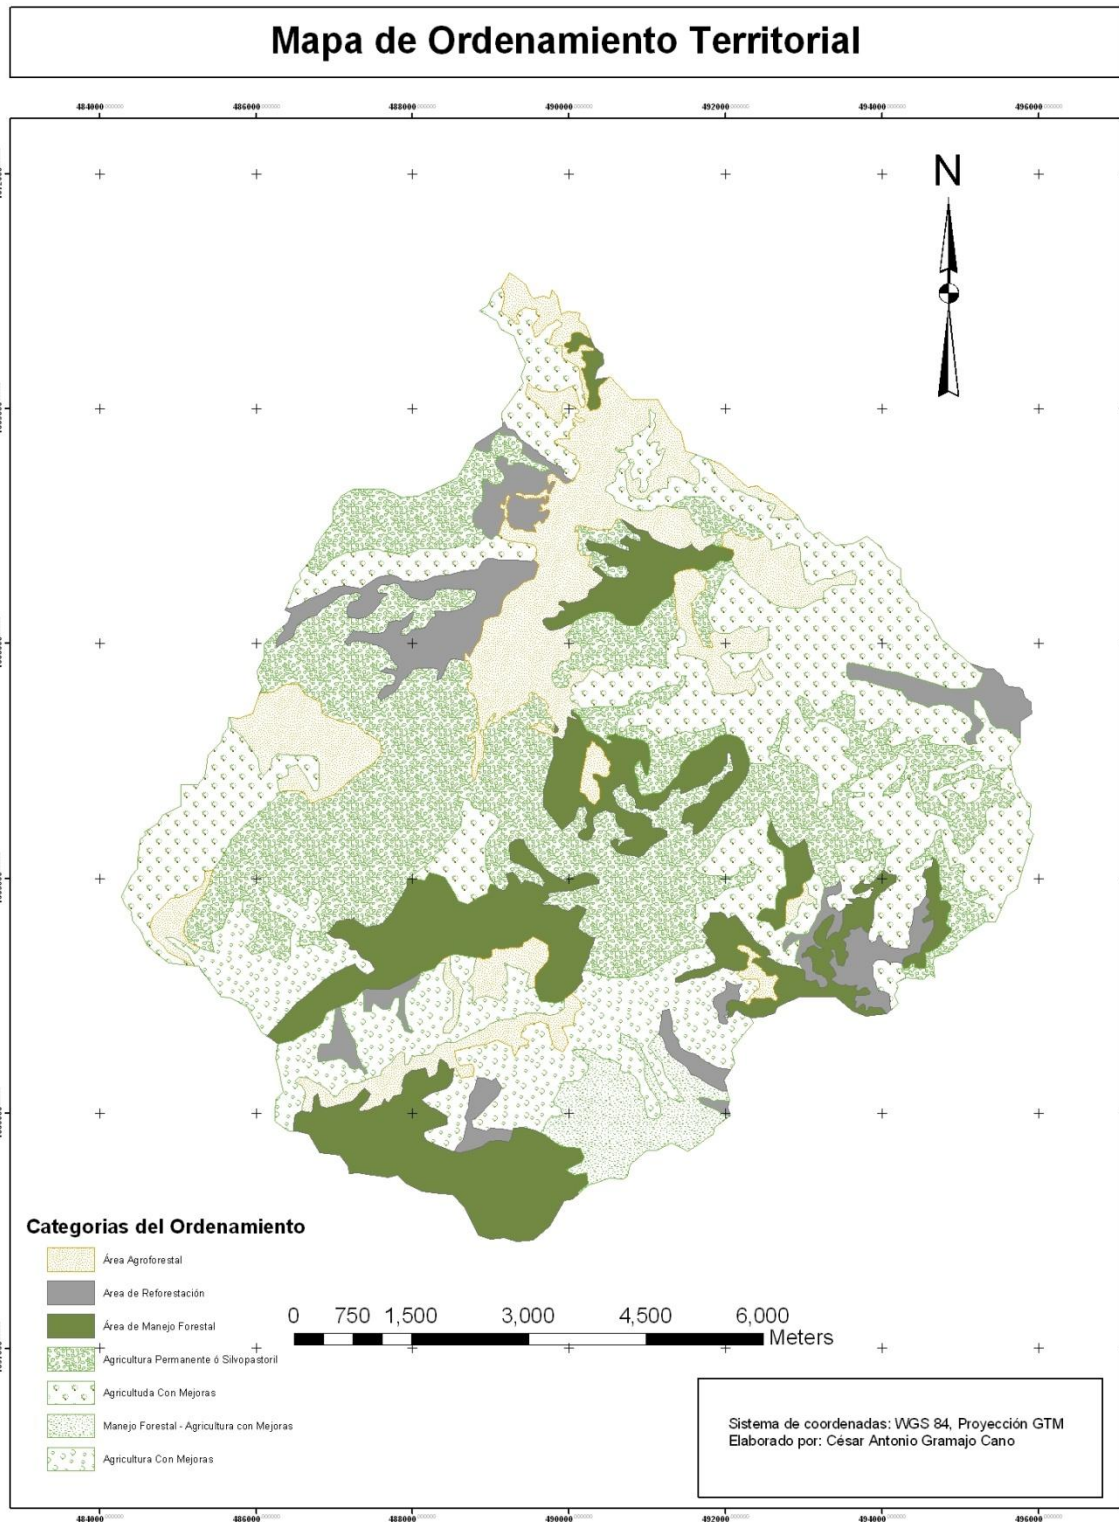 Mapa de Ordenamiento Territorial
484000 486000 488000 490000 492000 494000 496000
N
Categorias del Ordenamiento
Área Agroforestal
Area de Reforestación
Área de Manejo Forestal
Agricultura Permanente ó Silvopastoril
Agricultuda Con Mejoras
Manejo Forestal - Agricultura con Mejoras
Agricultura Con Mejoras
0 750 1,500 3,000 4,500 6,000
Meters
Sistema de coordenadas: WGS 84, Proyección GTM
Elaborado por: César Antonio Gramajo Cano
484000 486000 488000 490000 492000 494000 496000